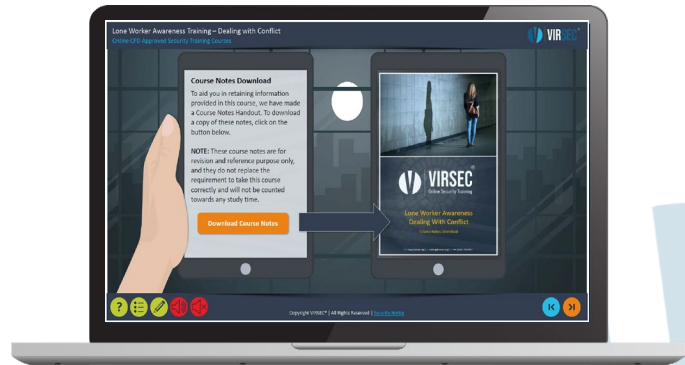 Lone Worker Awareness Training – Dealing with Conflict
Online CPD Approved Security Training Courses
VIRSEC
Course Notes Download
To aid you in retaining information
provided in this course, we have made
a Course Notes Handout. To download
a copy of these notes, click on the
button below.
NOTE: These course notes are for
revision and reference purpose only,
and they do not replace the
requirement to take this course
correctly and will not be counted
towards any study time.
Download Course Notes
VIRSEC
Online Security Training
Lone Worker Awareness
Dealing With Conflict
Course Notes Download
?
Copyright VIRSEC® | All Rights Reserved | Security Notice